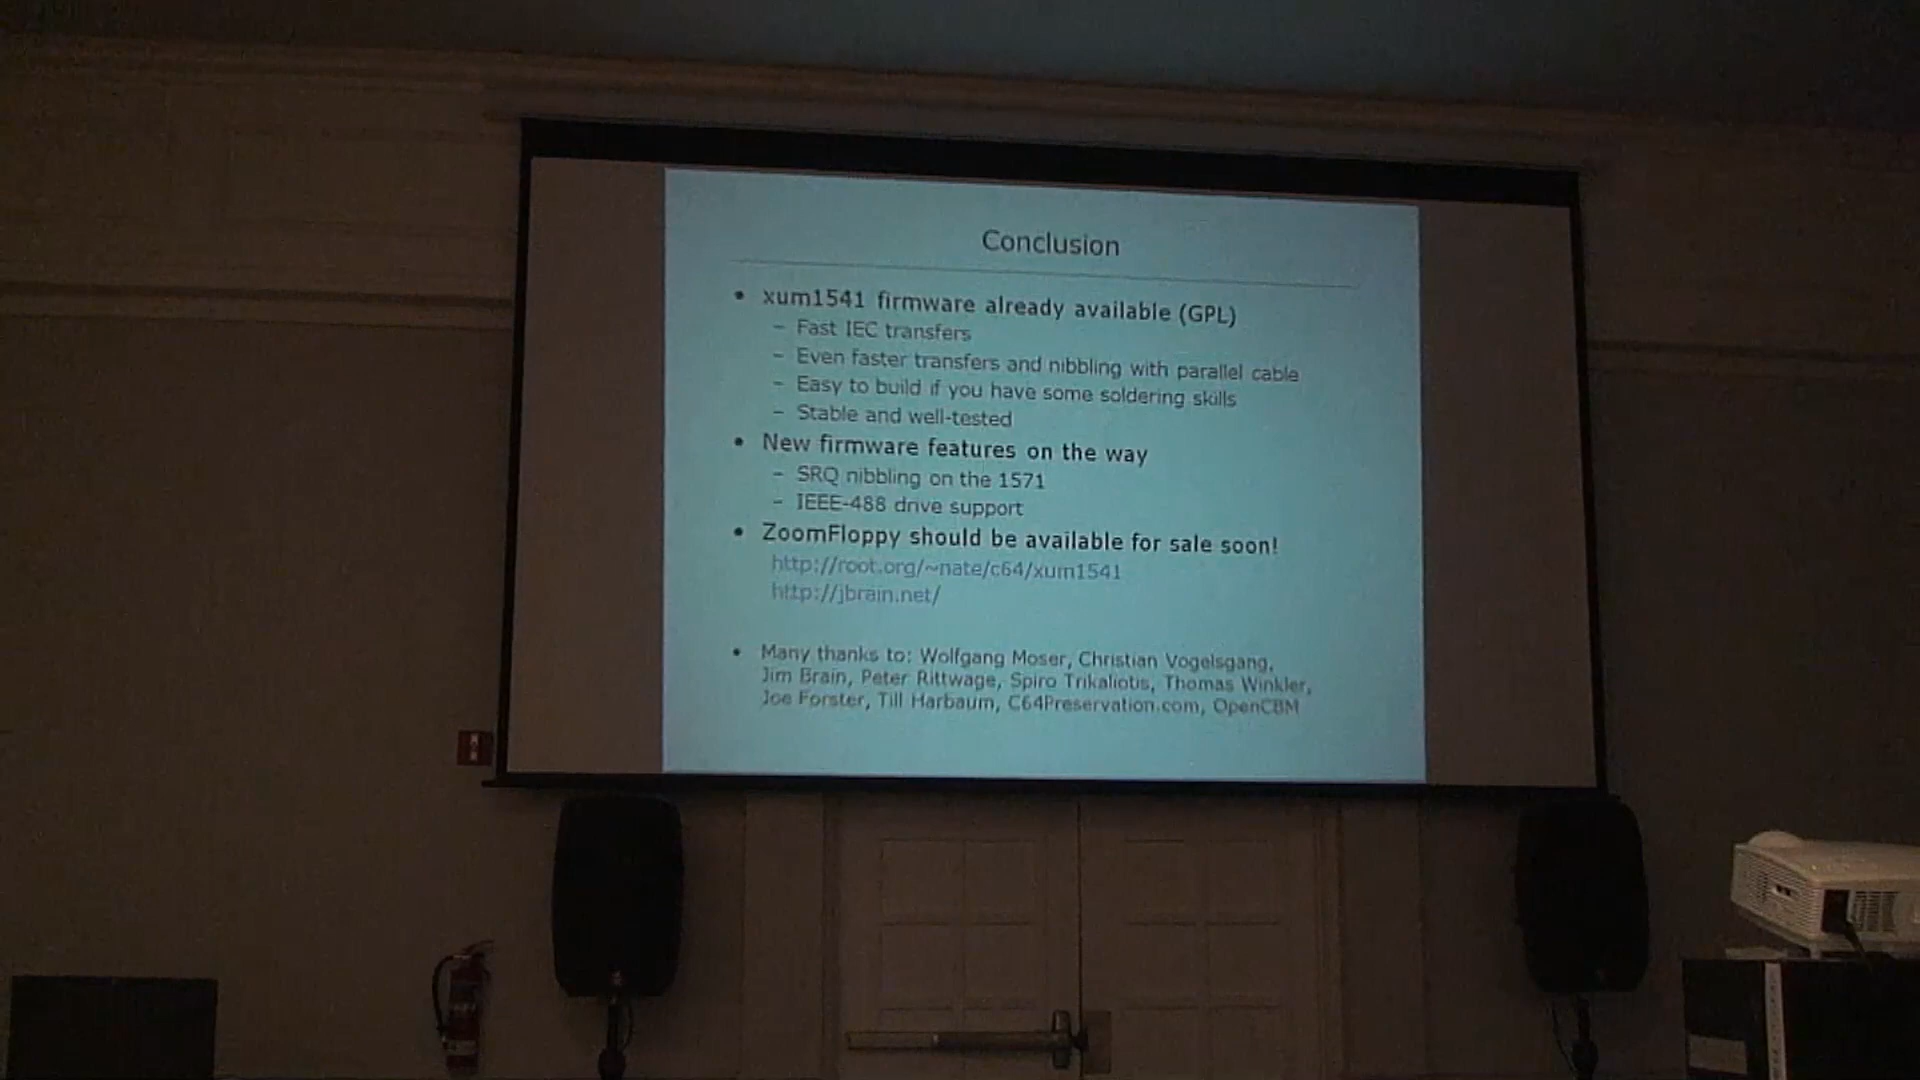 Conclusion
• xum1541 firmware already available (GPL)
– Fast IEC transfers
– Even faster transfers and nibbling with parallel cable
– Easy to build if you have some soldering skills
– Stable and well-tested
• New firmware features on the way
– SRQ nibbling on the 1571
– IEEE-488 drive support
• ZoomFloppy should be available for sale soon!
http://root.org/~nate/c64/xum1541
http://jbrain.net/
• Many thanks to: Wolfgang Moser, Christian Vogelsgang,
Jim Brain, Peter Rittwage, Spiro Trikaliotis, Thomas Winkler,
Joe Forster, Till Harbaum, C64Preservation.com, OpenCBM